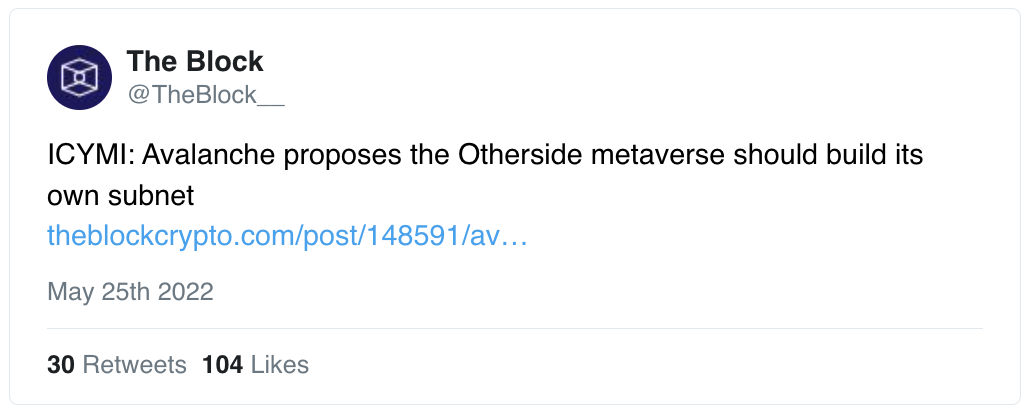 The Block
@TheBlock__
ICYMI: Avalanche proposes the Otherside metaverse should build its
own subnet
theblockcrypto.com/post/148591/av…
May 25th 2022
30 Retweets 104 Likes